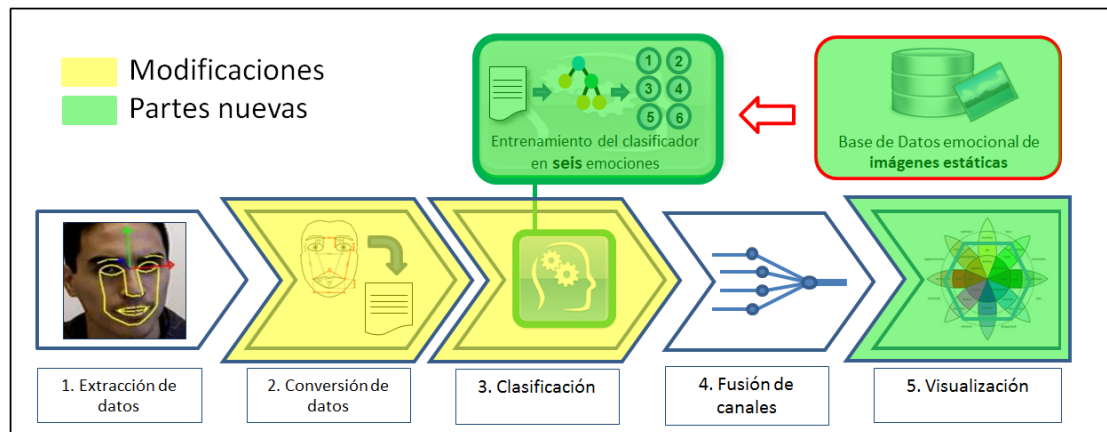 Modificaciones
Partes nuevas
1 2
3 4
5 6
Entrenamiento del clasificador
en seis emociones
Base de Datos emocional de
imágenes estáticas
1. Extracción de
datos
2. Conversión de
datos
3. Clasificación
4. Fusión de
canales
5. Visualización